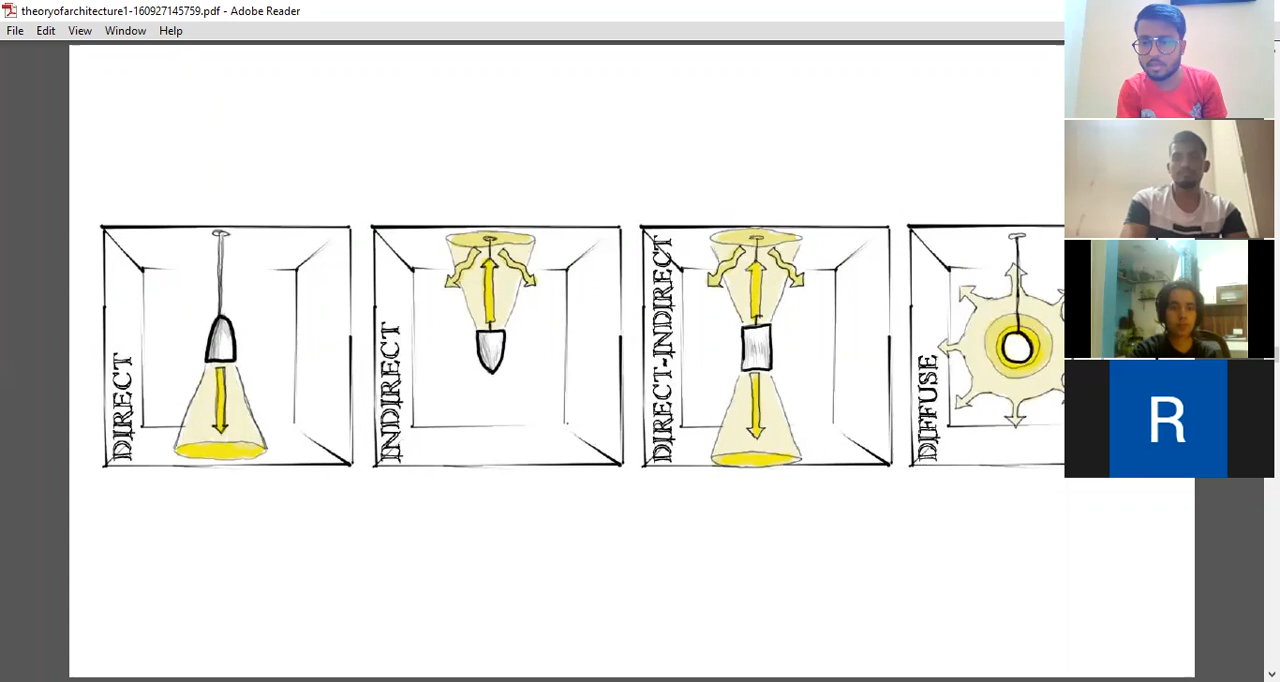 theoryofarchitecture1-160927145759.pdf - Adobe Reader
File Edit View Window Help
DIRECT
INDIRECT
DIRECT-INDIRECT
DIFFUSE
R